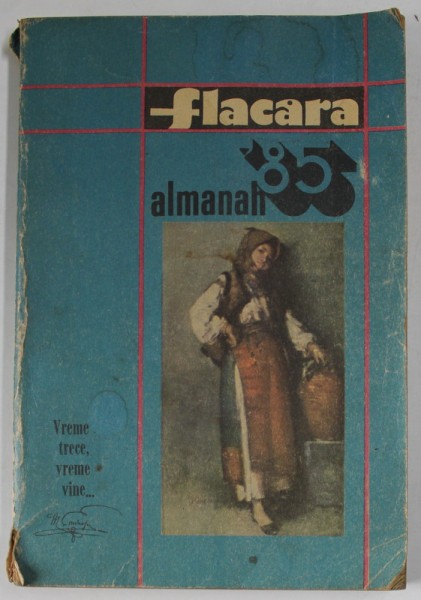 flacara
'85
almanah
Vreme
trece,
vreme
vine...